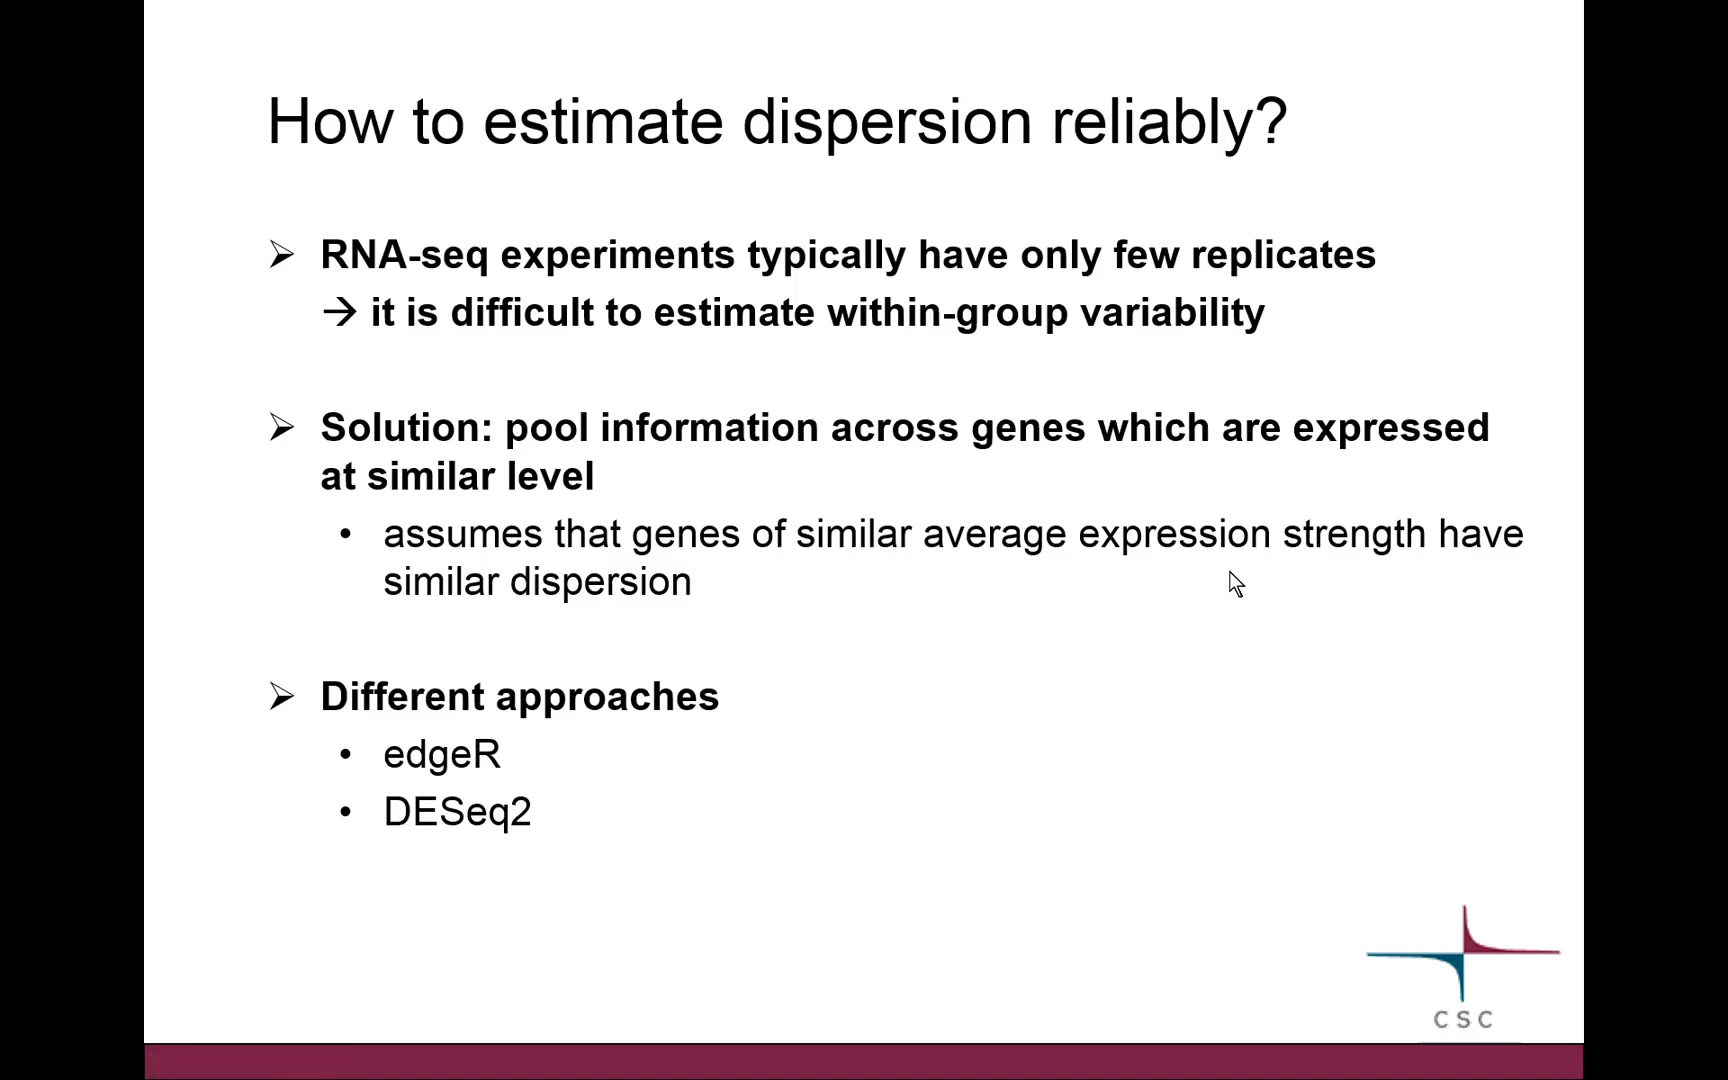 How to estimate dispersion reliably?
➢ RNA-seq experiments typically have only few replicates
→ it is difficult to estimate within-group variability
➢ Solution: pool information across genes which are expressed
at similar level
• assumes that genes of similar average expression strength have
similar dispersion
➢ Different approaches
• edgeR
• DESeq2
CSC